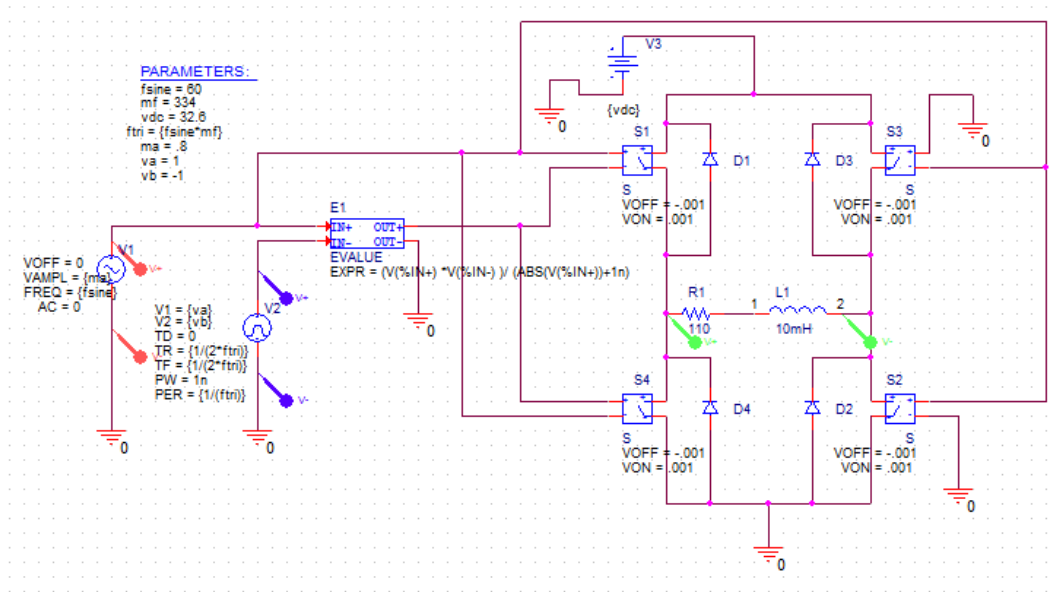 V3
PARAMETERS:
fsine = 60
mf = 334
vdc = 32.6
ftri = {fsine*mf}
ma = .8
va = 1
vb = -1
{vdc}
0
S1
S3
0
D1
D3
S
VOFF = -.001
VON = .001
S
VOFF = -.001
VON = .001
E1
IN+ OUT+
IN- OUT-
EVALUE
EXPR = (V(%IN+) *V(%IN-) )/ (ABS(V(%IN+))+1n)
V1
VOFF = 0
VAMPL = {ma}
FREQ = {fsine}
AC = 0
V+
V+
V2
V1 = {va}
V2 = {vb}
TD = 0
TR = {1/(2*ftri)}
TF = {1/(2*ftri)}
PW = 1n
PER = {1/(ftri)}
V-
0
R1
110
1 L1 2
10mH
V+
V-
S4
S2
D4
D2
S
VOFF = -.001
VON = .001
S
VOFF = -.001
VON = .001
0
0
0
0